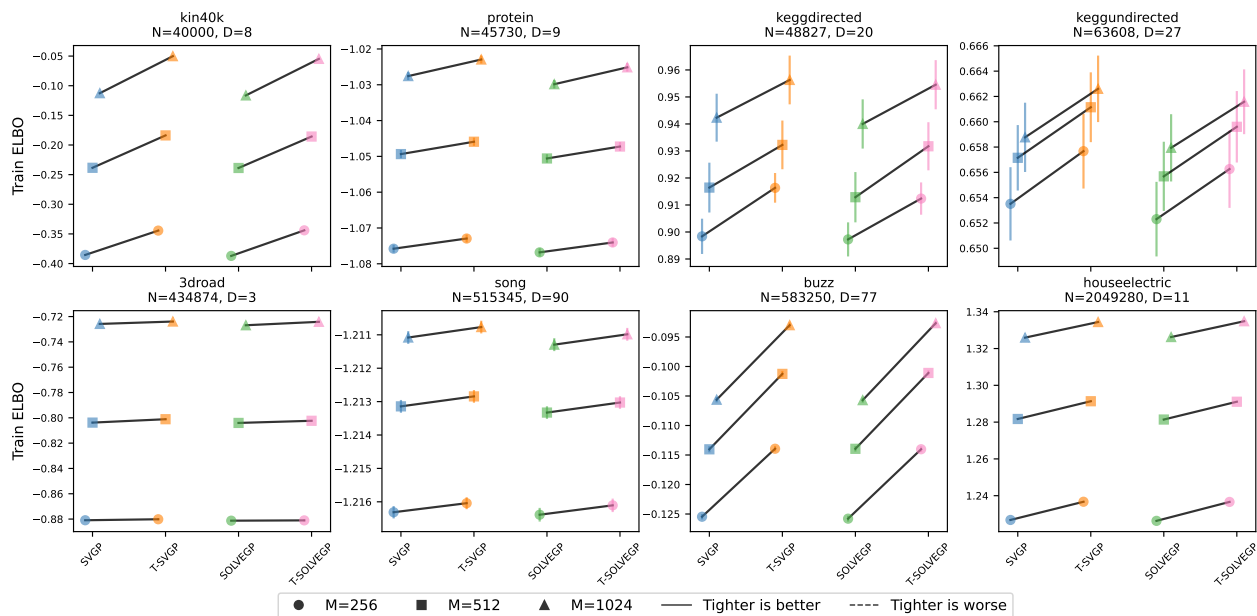 kin40k
N=40000, D=8
protein
N=45730, D=9
keggdirected
N=48827, D=20
keggundirected
N=63608, D=27
Train ELBO
−0.05
−0.10
−0.15
−0.20
−0.25
−0.30
−0.35
−0.40
−1.02
−1.03
−1.04
−1.05
−1.06
−1.07
−1.08
0.96
0.95
0.94
0.93
0.92
0.91
0.90
0.89
0.666
0.664
0.662
0.660
0.658
0.656
0.654
0.652
0.650
3droad
N=434874, D=3
song
N=515345, D=90
buzz
N=583250, D=77
houseelectric
N=2049280, D=11
Train ELBO
−0.72
−0.74
−0.76
−0.78
−0.80
−0.82
−0.84
−0.86
−0.88
−1.211
−1.212
−1.213
−1.214
−1.215
−1.216
−0.095
−0.100
−0.105
−0.110
−0.115
−0.120
−0.125
1.34
1.32
1.30
1.28
1.26
1.24
SVGP
T-SVGP
SOLVEGP
T-SOLVEGP
SVGP
T-SVGP
SOLVEGP
T-SOLVEGP
SVGP
T-SVGP
SOLVEGP
T-SOLVEGP
SVGP
T-SVGP
SOLVEGP
T-SOLVEGP
M=256 M=512 M=1024 Tighter is better Tighter is worse